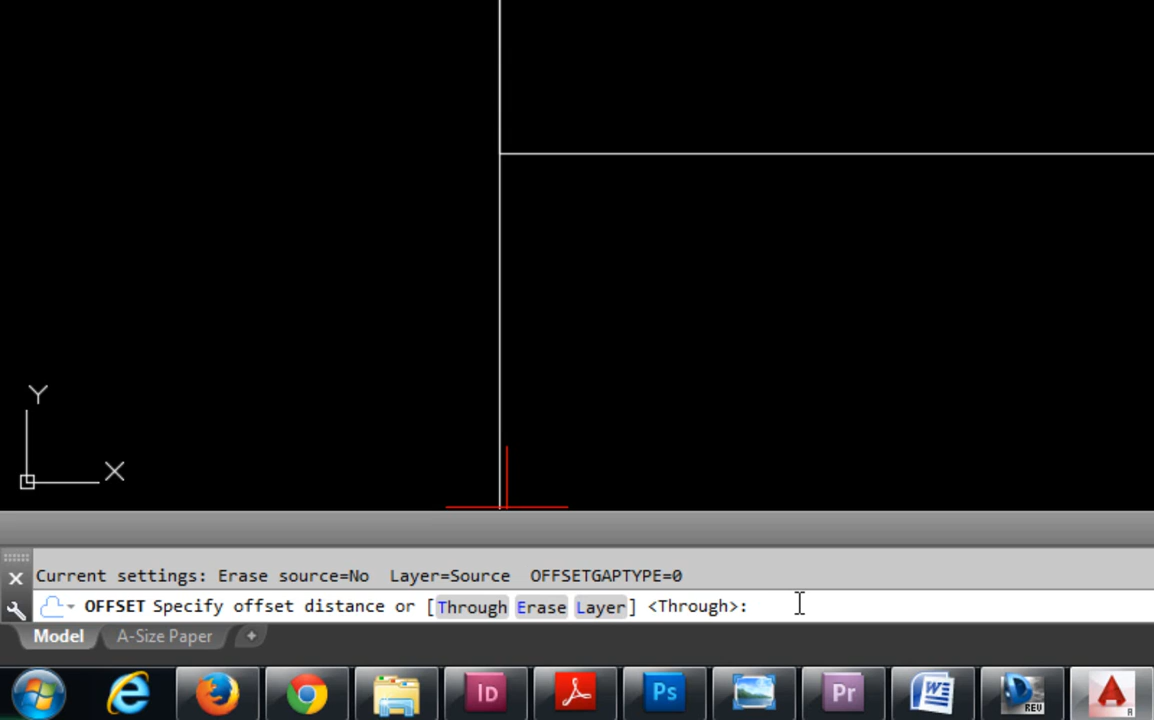 Y
X
Current settings: Erase source=No  Layer=Source  OFFSETGAPTYPE=0
OFFSET Specify offset distance or [Through Erase Layer] <Through>:
Model A-Size Paper +
Id Ps Pr W REV R